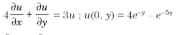 4 ∂u/∂x + ∂u/∂y = 3u ; u(0, y) = 4e^{-y} – e^{-5y}